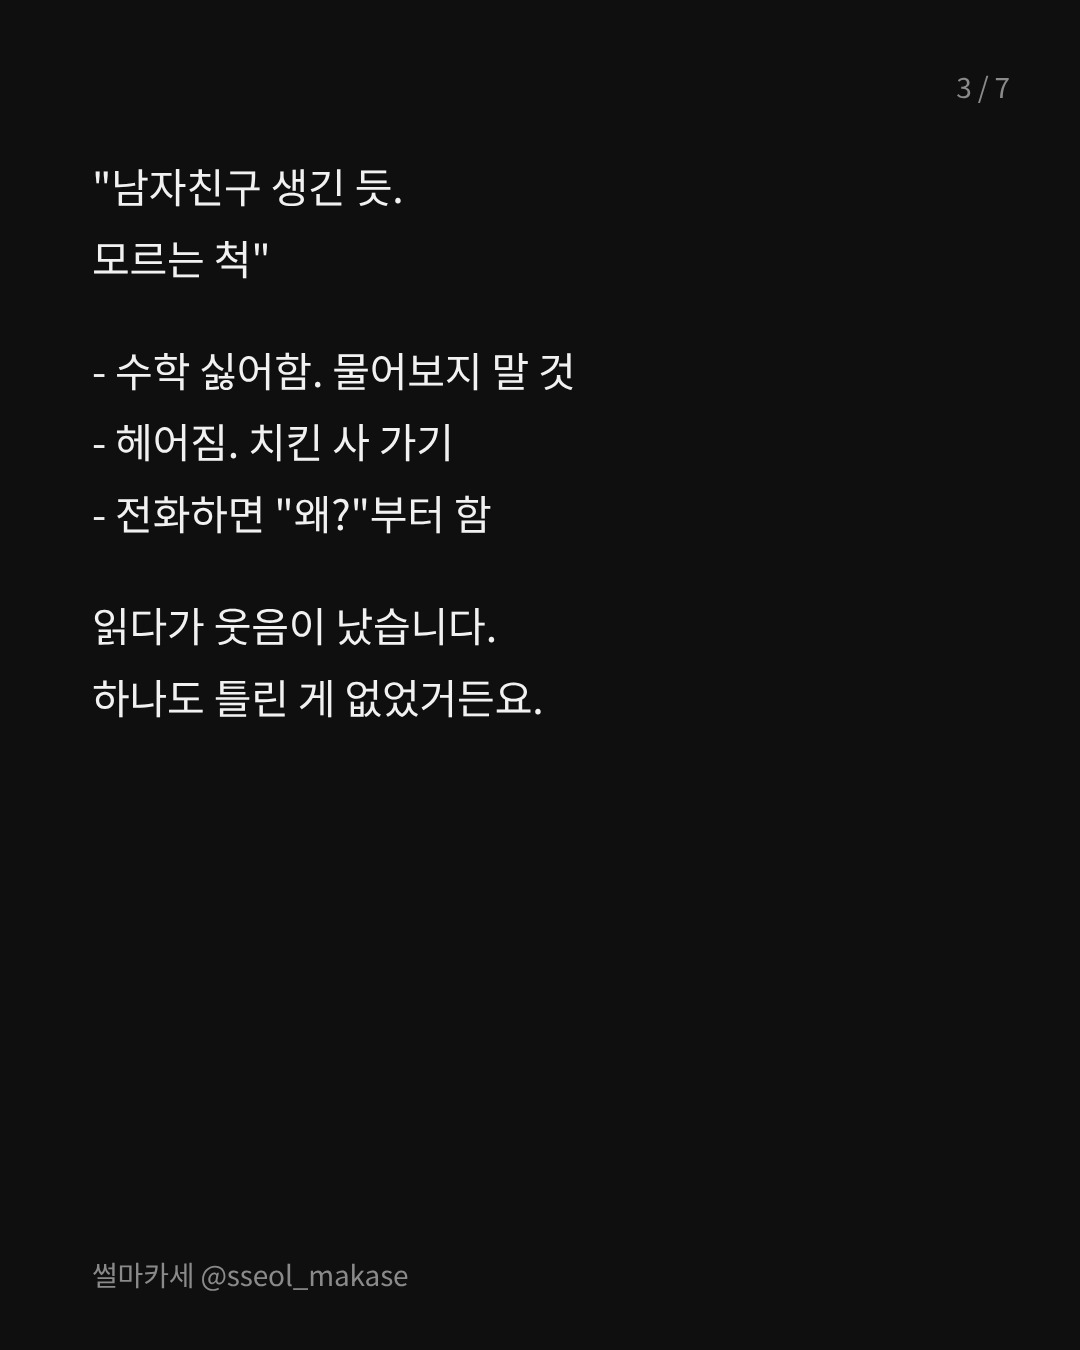 3 / 7
"남자친구 생긴 듯.
모르는 척"
- 수학 싫어함. 물어보지 말 것
- 헤어짐. 치킨 사 가기
- 전화하면 "왜?"부터 함
읽다가 웃음이 났습니다.
하나도 틀린 게 없었거든요.
썰마카세 @sseol_makase